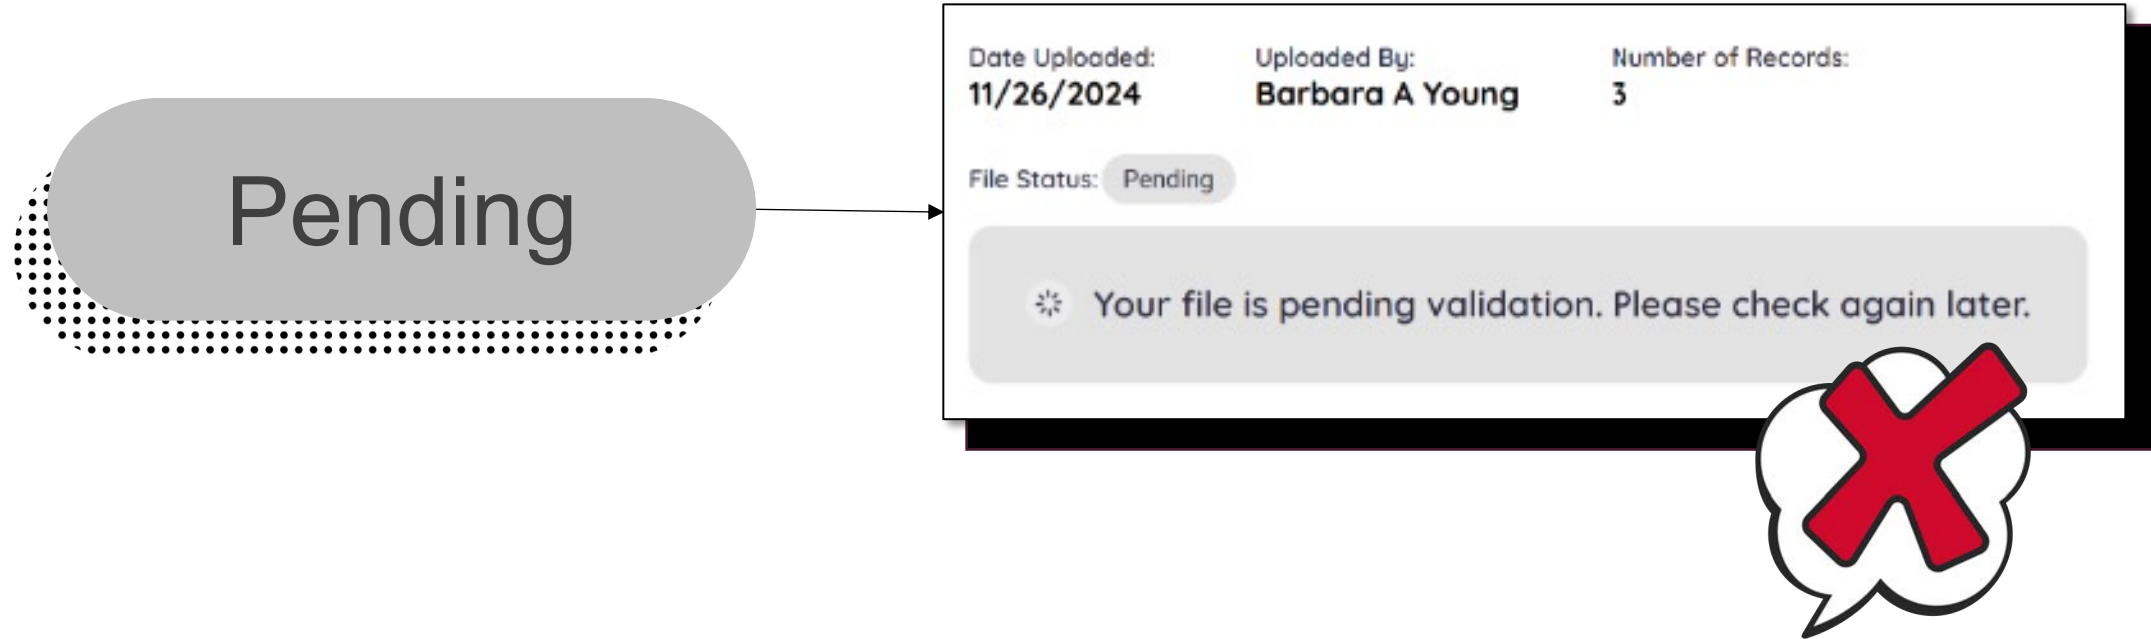 Pending
Date Uploaded: Uploaded By: Number of Records:
11/26/2024 Barbara A Young 3
File Status: Pending
Your file is pending validation. Please check again later.